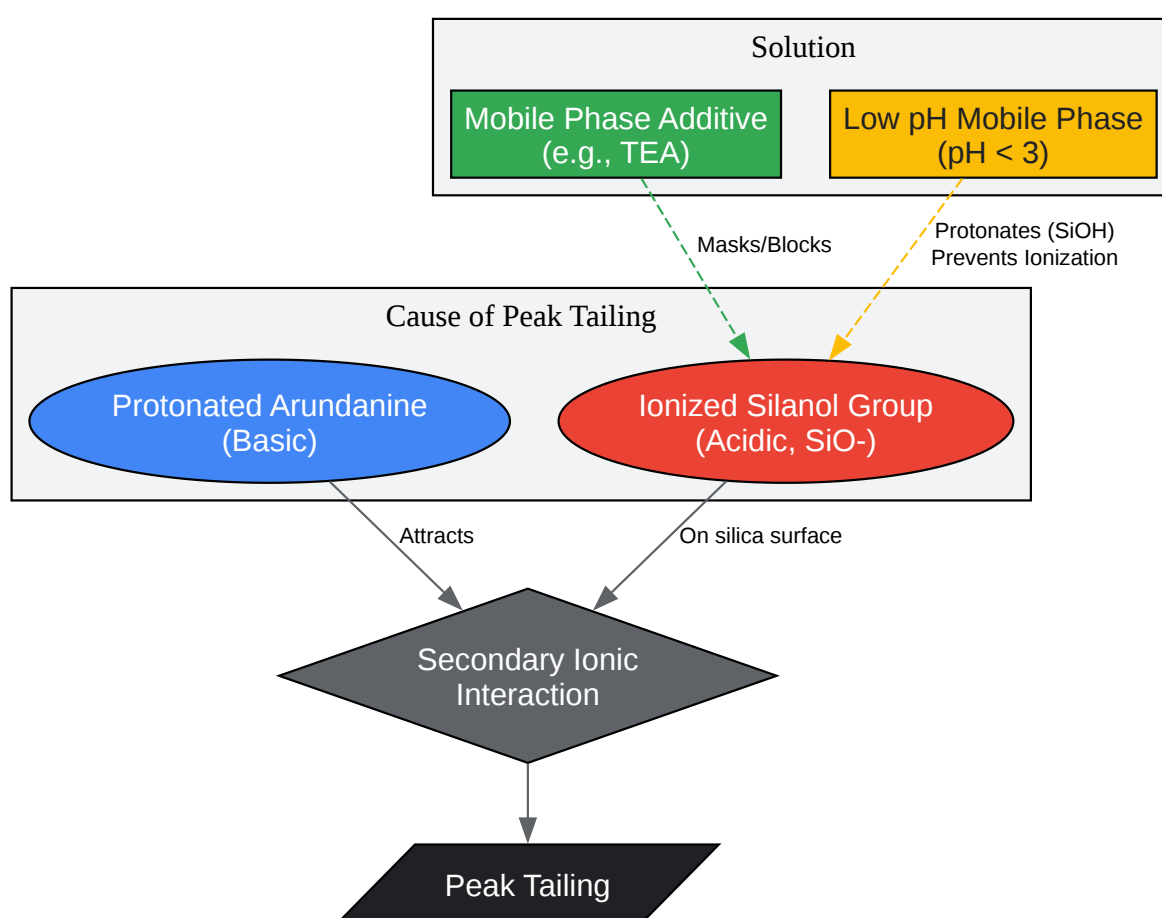 Solution
Mobile Phase Additive
(e.g., TEA)
Low pH Mobile Phase
(pH < 3)
Masks/Blocks
Protonates (SiOH)
Prevents Ionization
Cause of Peak Tailing
Protonated Arundanine
(Basic)
Ionized Silanol Group
(Acidic, SiO-)
Attracts
On silica surface
Secondary Ionic
Interaction
Peak Tailing